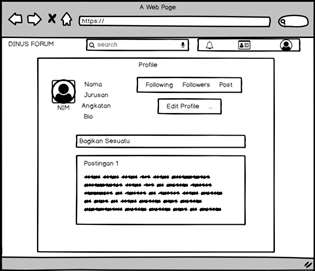 A Web Page
https://
DINUS FORUM
search
Profile
Nama
Jurusan
Angkatan
Bio
NIM
Following Followers Post
Edit Profile ...
Bagikan Sesuatu
Postingan 1